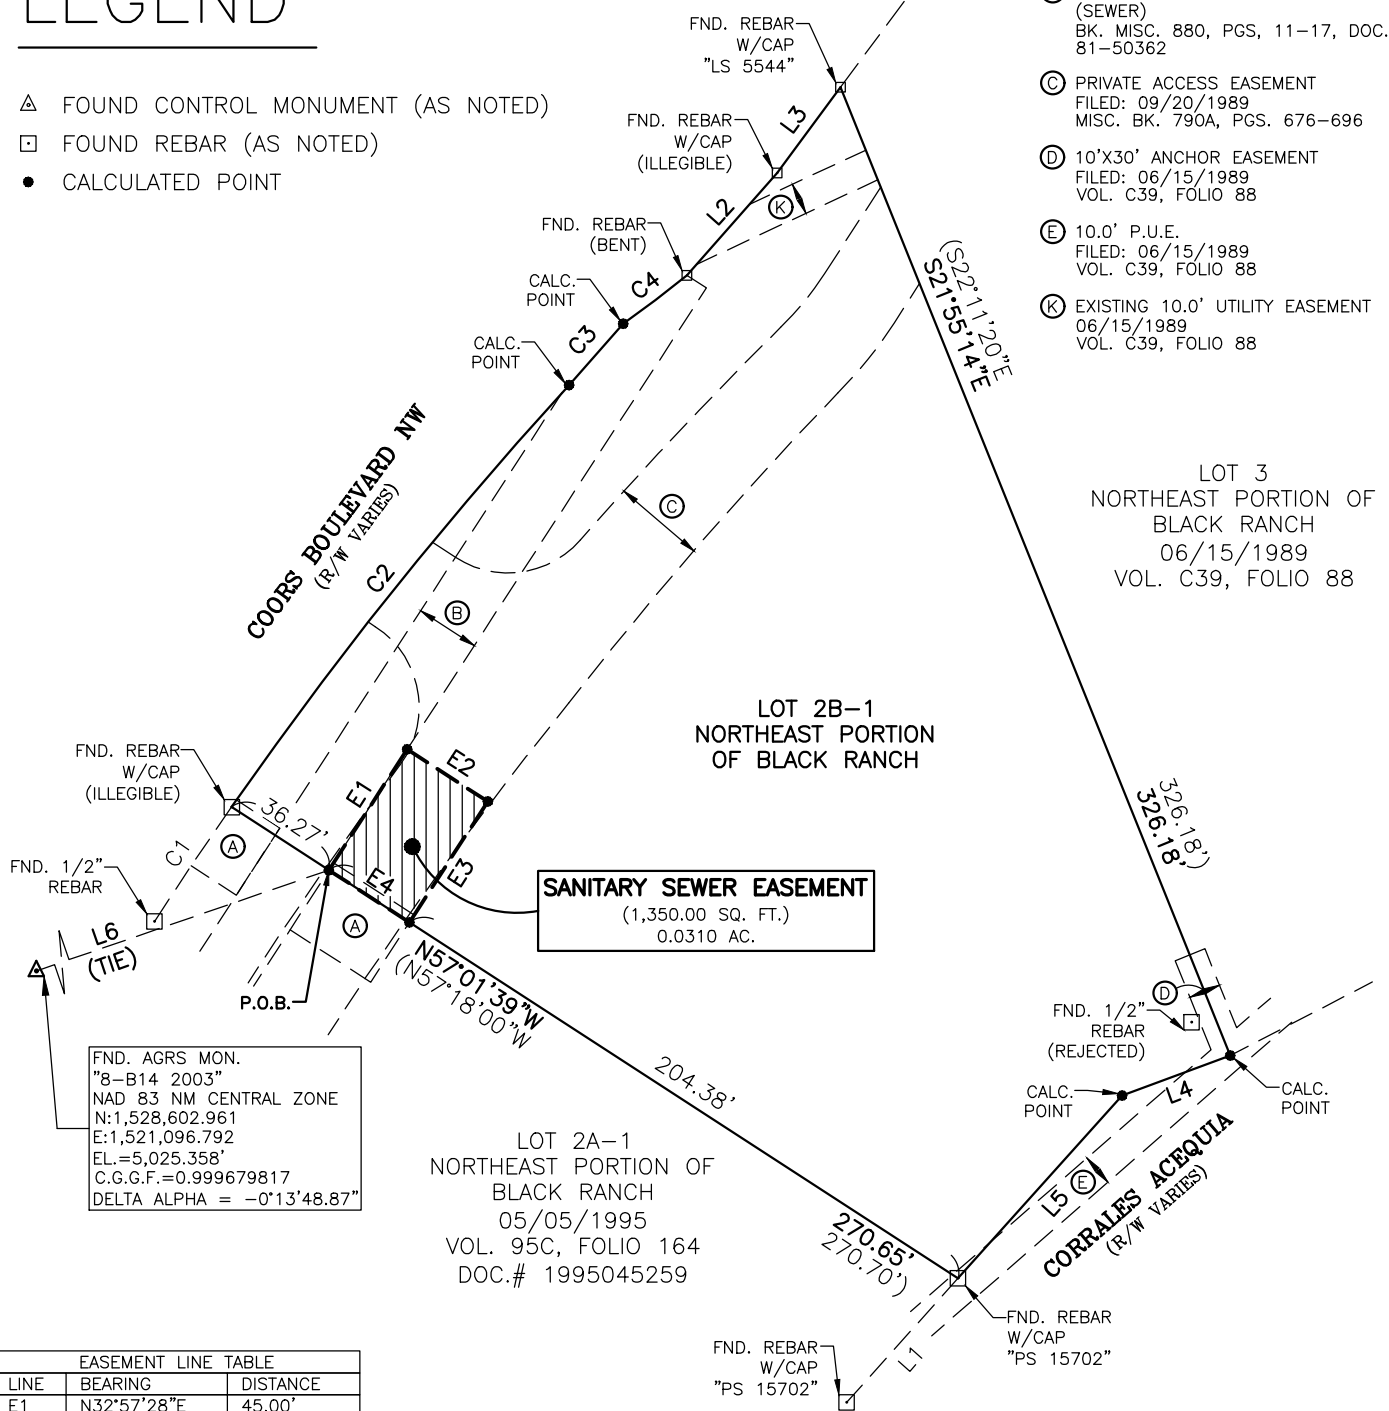 LEGEND
FOUND CONTROL MONUMENT (AS NOTED)
FOUND REBAR (AS NOTED)
CALCULATED POINT
(SEWER)
BK. MISC. 880, PGS, 11-17, DOC.
81-50362
C PRIVATE ACCESS EASEMENT
FILED: 09/20/1989
MISC. BK. 790A, PGS. 676-696
D 10'X30' ANCHOR EASEMENT
FILED: 06/15/1989
VOL. C39, FOLIO 88
E 10.0' P.U.E.
FILED: 06/15/1989
VOL. C39, FOLIO 88
K EXISTING 10.0' UTILITY EASEMENT
06/15/1989
VOL. C39, FOLIO 88
FND. REBAR
W/CAP
"LS 5544"
L3
FND. REBAR
W/CAP
(ILLEGIBLE)
L2
K
FND. REBAR
(BENT)
C4
CALC.
POINT
C3
CALC.
POINT
(S22°11'20"E
S21°55'14"E
COORS BOULEVARD NW
(R/W VARIES)
C2
C
B
LOT 3
NORTHEAST PORTION OF
BLACK RANCH
06/15/1989
VOL. C39, FOLIO 88
LOT 2B-1
NORTHEAST PORTION
OF BLACK RANCH
FND. REBAR
W/CAP
(ILLEGIBLE)
36.27'
E1
E2
E3
E4
A
C1
A
FND. 1/2"
REBAR
L6
(TIE)
P.O.B.
SANITARY SEWER EASEMENT
(1,350.00 SQ. FT.)
0.0310 AC.
326.18')
326.18'
N57°01'39"W
(N57°18'00"W
204.38'
270.65'
270.70')
D
FND. 1/2"
REBAR
(REJECTED)
CALC.
POINT
L4
CALC.
POINT
L5
E
CORRALES ACEQUIA
(R/W VARIES)
FND. AGRS MON.
"8-B14 2003"
NAD 83 NM CENTRAL ZONE
N:1,528,602.961
E:1,521,096.792
EL.=5,025.358'
C.G.G.F.=0.999679817
DELTA ALPHA = -0°13'48.87"
LOT 2A-1
NORTHEAST PORTION OF
BLACK RANCH
05/05/1995
VOL. 95C, FOLIO 164
DOC.# 1995045259
FND. REBAR
W/CAP
"PS 15702"
L1
FND. REBAR
W/CAP
"PS 15702"
EASEMENT LINE TABLE
LINE BEARING DISTANCE
E1 N32°57'28"E 45.00'